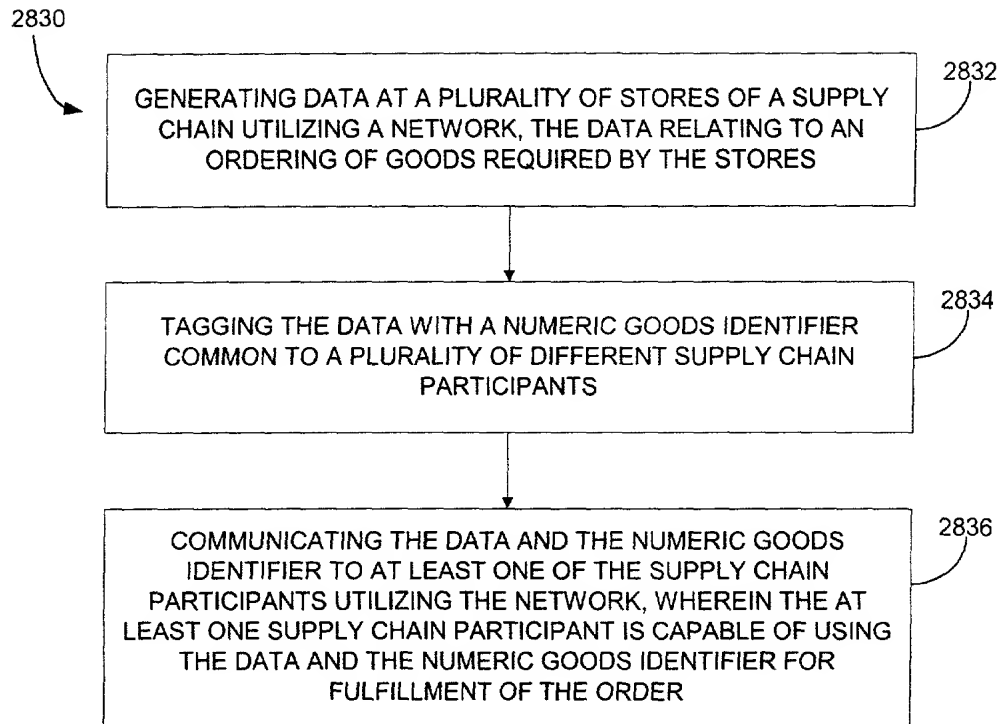 2830
2832
GENERATING DATA AT A PLURALITY OF STORES OF A SUPPLY
CHAIN UTILIZING A NETWORK, THE DATA RELATING TO AN
ORDERING OF GOODS REQUIRED BY THE STORES
2834
TAGGING THE DATA WITH A NUMERIC GOODS IDENTIFIER
COMMON TO A PLURALITY OF DIFFERENT SUPPLY CHAIN
PARTICIPANTS
2836
COMMUNICATING THE DATA AND THE NUMERIC GOODS
IDENTIFIER TO AT LEAST ONE OF THE SUPPLY CHAIN
PARTICIPANTS UTILIZING THE NETWORK, WHEREIN THE AT
LEAST ONE SUPPLY CHAIN PARTICIPANT IS CAPABLE OF USING
THE DATA AND THE NUMERIC GOODS IDENTIFIER FOR
FULFILLMENT OF THE ORDER